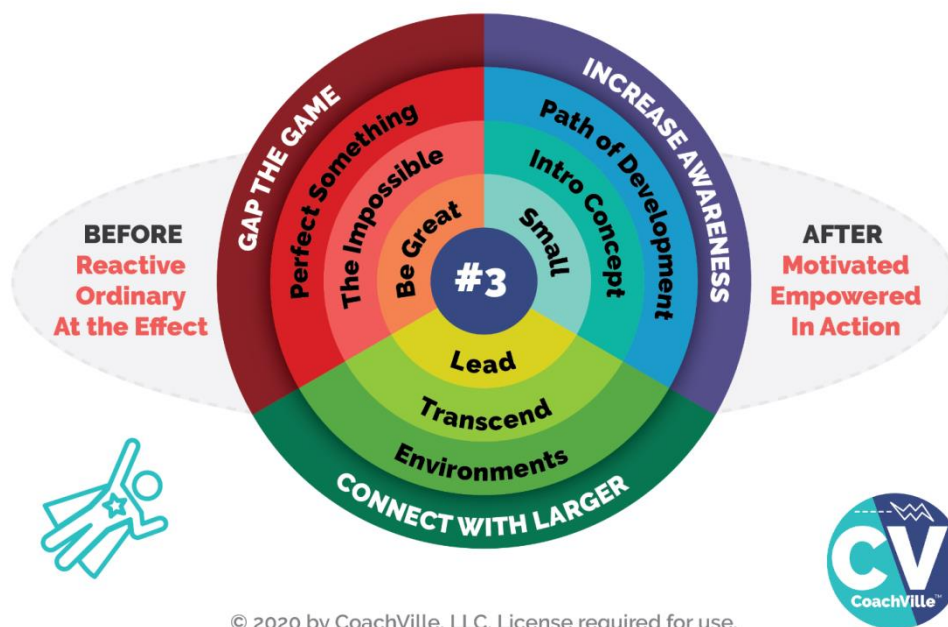 GAP THE GAME
Perfect Something
The Impossible
Be Great
INCREASE AWARENESS
Path of Development
Intro Concept
Small
#3
Lead
Transcend
Environments
CONNECT WITH LARGER
BEFORE
Reactive
Ordinary
At the Effect
AFTER
Motivated
Empowered
In Action
CV
CoachVille™
© 2020 by CoachVille, LLC. License required for use.